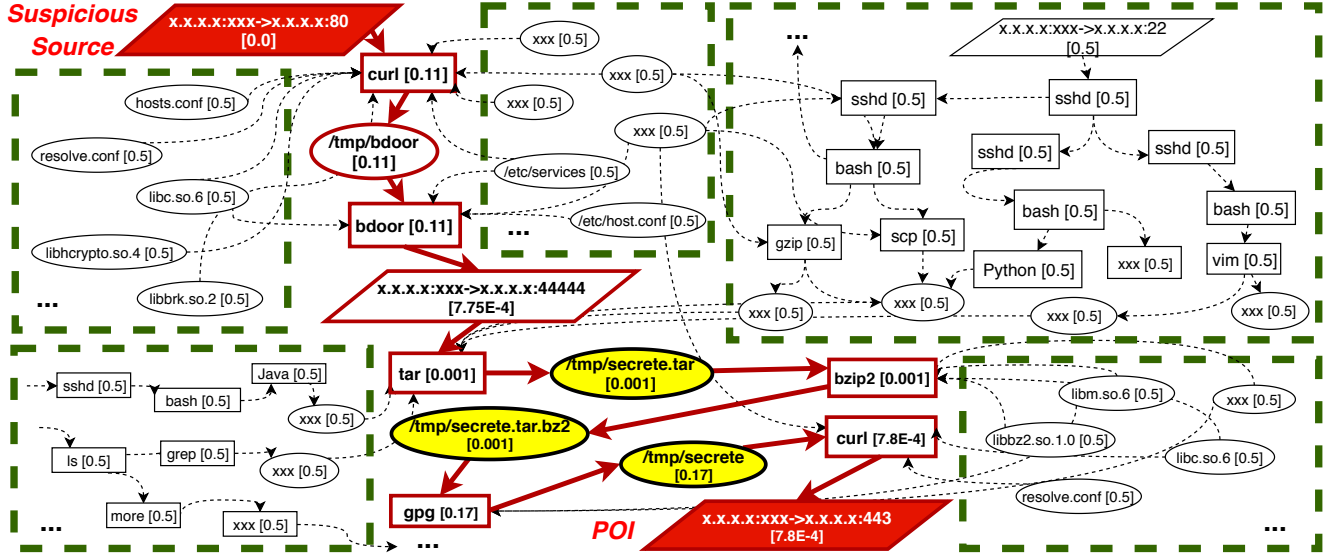 Suspicious
Source
x.x.x.x:xxx->x.x.x.x:80
[0.0]
curl [0.11]
/tmp/bdoor
[0.11]
bdoor [0.11]
x.x.x.x:xxx->x.x.x.x:44444
[7.75E-4]
hosts.conf [0.5]
resolve.conf [0.5]
libc.so.6 [0.5]
libhcrypto.so.4 [0.5]
libbrk.so.2 [0.5]
...
...
xxx [0.5]
xxx [0.5]
xxx [0.5]
xxx [0.5]
/etc/services [0.5]
/etc/host.conf [0.5]
...
...
x.x.x.x:xxx->x.x.x.x:22
[0.5]
sshd [0.5]
sshd [0.5]
sshd [0.5]
sshd [0.5]
bash [0.5]
bash [0.5]
bash [0.5]
gzip [0.5]
scp [0.5]
Python [0.5]
xxx [0.5]
vim [0.5]
xxx [0.5]
xxx [0.5]
xxx [0.5]
xxx [0.5]
sshd [0.5]
bash [0.5]
Java [0.5]
xxx [0.5]
ls [0.5]
grep [0.5]
xxx [0.5]
more [0.5]
xxx [0.5]
...
...
tar [0.001]
/tmp/secrete.tar
[0.001]
bzip2 [0.001]
/tmp/secrete.tar.bz2
[0.001]
curl [7.8E-4]
/tmp/secrete
[0.17]
gpg [0.17]
POI
x.x.x.x:xxx->x.x.x.x:443
[7.8E-4]
libm.so.6 [0.5]
xxx [0.5]
libbz2.so.1.0 [0.5]
libc.so.6 [0.5]
resolve.conf [0.5]
...